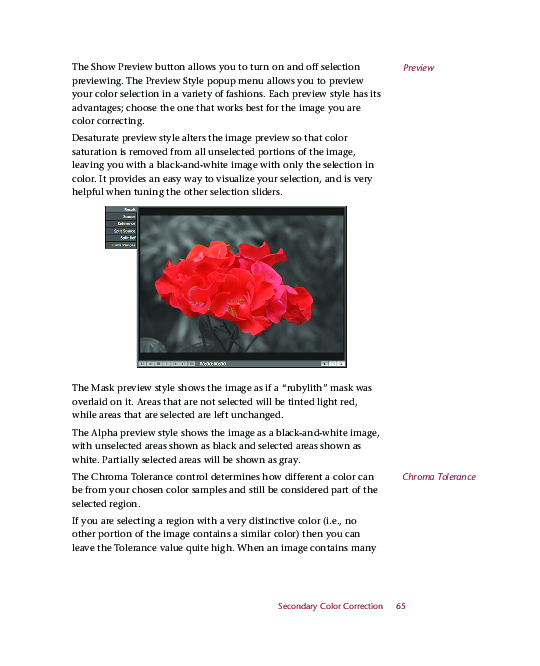 The Show Preview button allows you to turn on and off selection
previewing. The Preview Style popup menu allows you to preview
your color selection in a variety of fashions. Each preview style has its
advantages; choose the one that works best for the image you are
color correcting.
Preview
Desaturate preview style alters the image preview so that color
saturation is removed from all unselected portions of the image,
leaving you with a black-and-white image with only the selection in
color. It provides an easy way to visualize your selection, and is very
helpful when tuning the other selection sliders.
Result
Source
Reference
Split Source
Split Ref
The Mask preview style shows the image as if a “rubylith” mask was
overlaid on it. Areas that are not selected will be tinted light red,
while areas that are selected are left unchanged.
The Alpha preview style shows the image as a black-and-white image,
with unselected areas shown as black and selected areas shown as
white. Partially selected areas will be shown as gray.
The Chroma Tolerance control determines how different a color can
be from your chosen color samples and still be considered part of the
selected region.
Chroma Tolerance
If you are selecting a region with a very distinctive color (i.e., no
other portion of the image contains a similar color) then you can
leave the Tolerance value quite high. When an image contains many
Secondary Color Correction 65